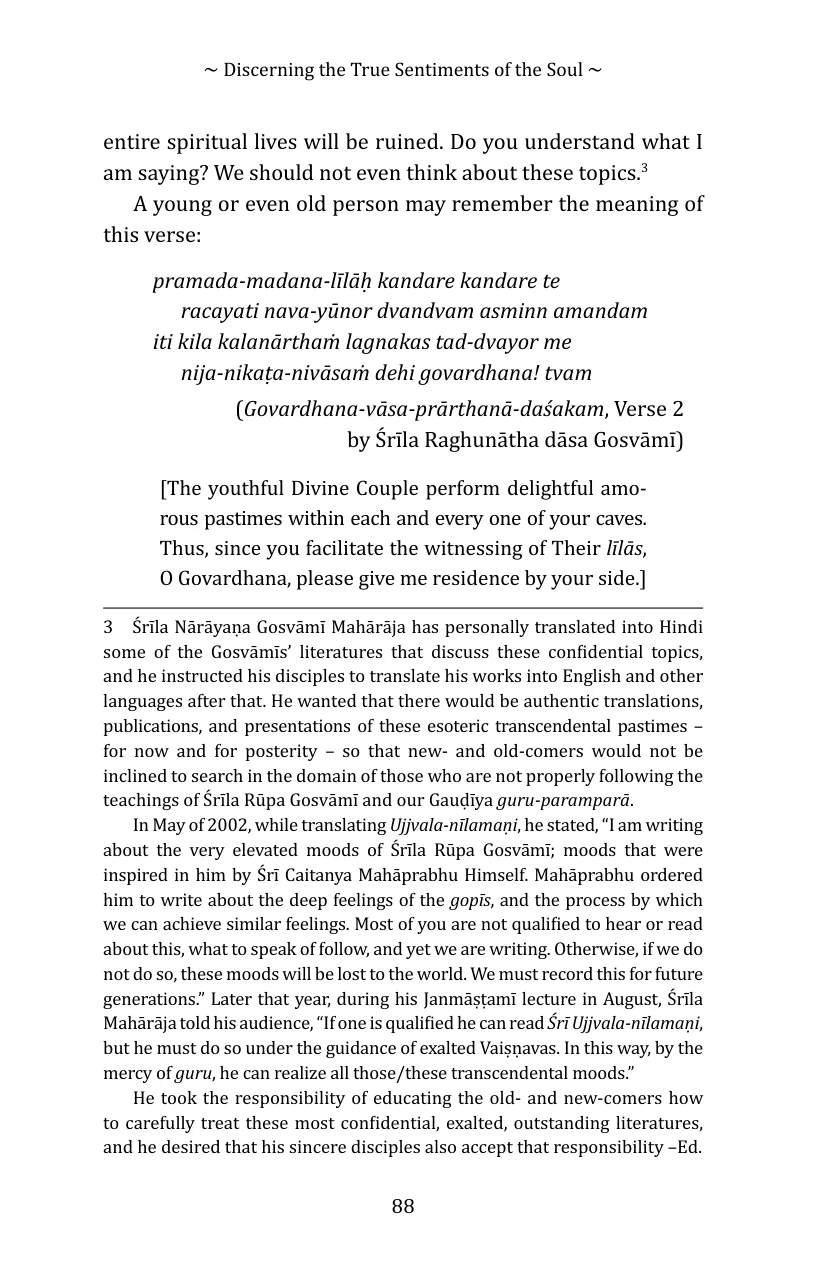 ~ Discerning the True Sentiments of the Soul ~
entire spiritual lives will be ruined. Do you understand what I
am saying? We should not even think about these topics.³
A young or even old person may remember the meaning of
this verse:
pramada-madana-līlāḥ kandare kandare te
racayati nava-yūnor dvandvam asminn amandam
iti kila kalanārthaṁ lagnakas tad-dvayor me
nija-nikaṭa-nivāsaṁ dehi govardhana! tvam
(Govardhana-vāsa-prārthanā-daśakam, Verse 2
by Śrīla Raghunātha dāsa Gosvāmī)
[The youthful Divine Couple perform delightful amo-
rous pastimes within each and every one of your caves.
Thus, since you facilitate the witnessing of Their līlās,
O Govardhana, please give me residence by your side.]
3 Śrīla Nārāyaṇa Gosvāmī Mahārāja has personally translated into Hindi
some of the Gosvāmīs’ literatures that discuss these confidential topics,
and he instructed his disciples to translate his works into English and other
languages after that. He wanted that there would be authentic translations,
publications, and presentations of these esoteric transcendental pastimes –
for now and for posterity – so that new- and old-comers would not be
inclined to search in the domain of those who are not properly following the
teachings of Śrīla Rūpa Gosvāmī and our Gauḍīya guru-paramparā.
In May of 2002, while translating Ujjvala-nīlamaṇi, he stated, “I am writing
about the very elevated moods of Śrīla Rūpa Gosvāmī; moods that were
inspired in him by Śrī Caitanya Mahāprabhu Himself. Mahāprabhu ordered
him to write about the deep feelings of the gopīs, and the process by which
we can achieve similar feelings. Most of you are not qualified to hear or read
about this, what to speak of follow, and yet we are writing. Otherwise, if we do
not do so, these moods will be lost to the world. We must record this for future
generations.” Later that year, during his Janmāṣṭamī lecture in August, Śrīla
Mahārāja told his audience, “If one is qualified he can read Śrī Ujjvala-nīlamaṇi,
but he must do so under the guidance of exalted Vaiṣṇavas. In this way, by the
mercy of guru, he can realize all those/these transcendental moods.”
He took the responsibility of educating the old- and new-comers how
to carefully treat these most confidential, exalted, outstanding literatures,
and he desired that his sincere disciples also accept that responsibility –Ed.
88